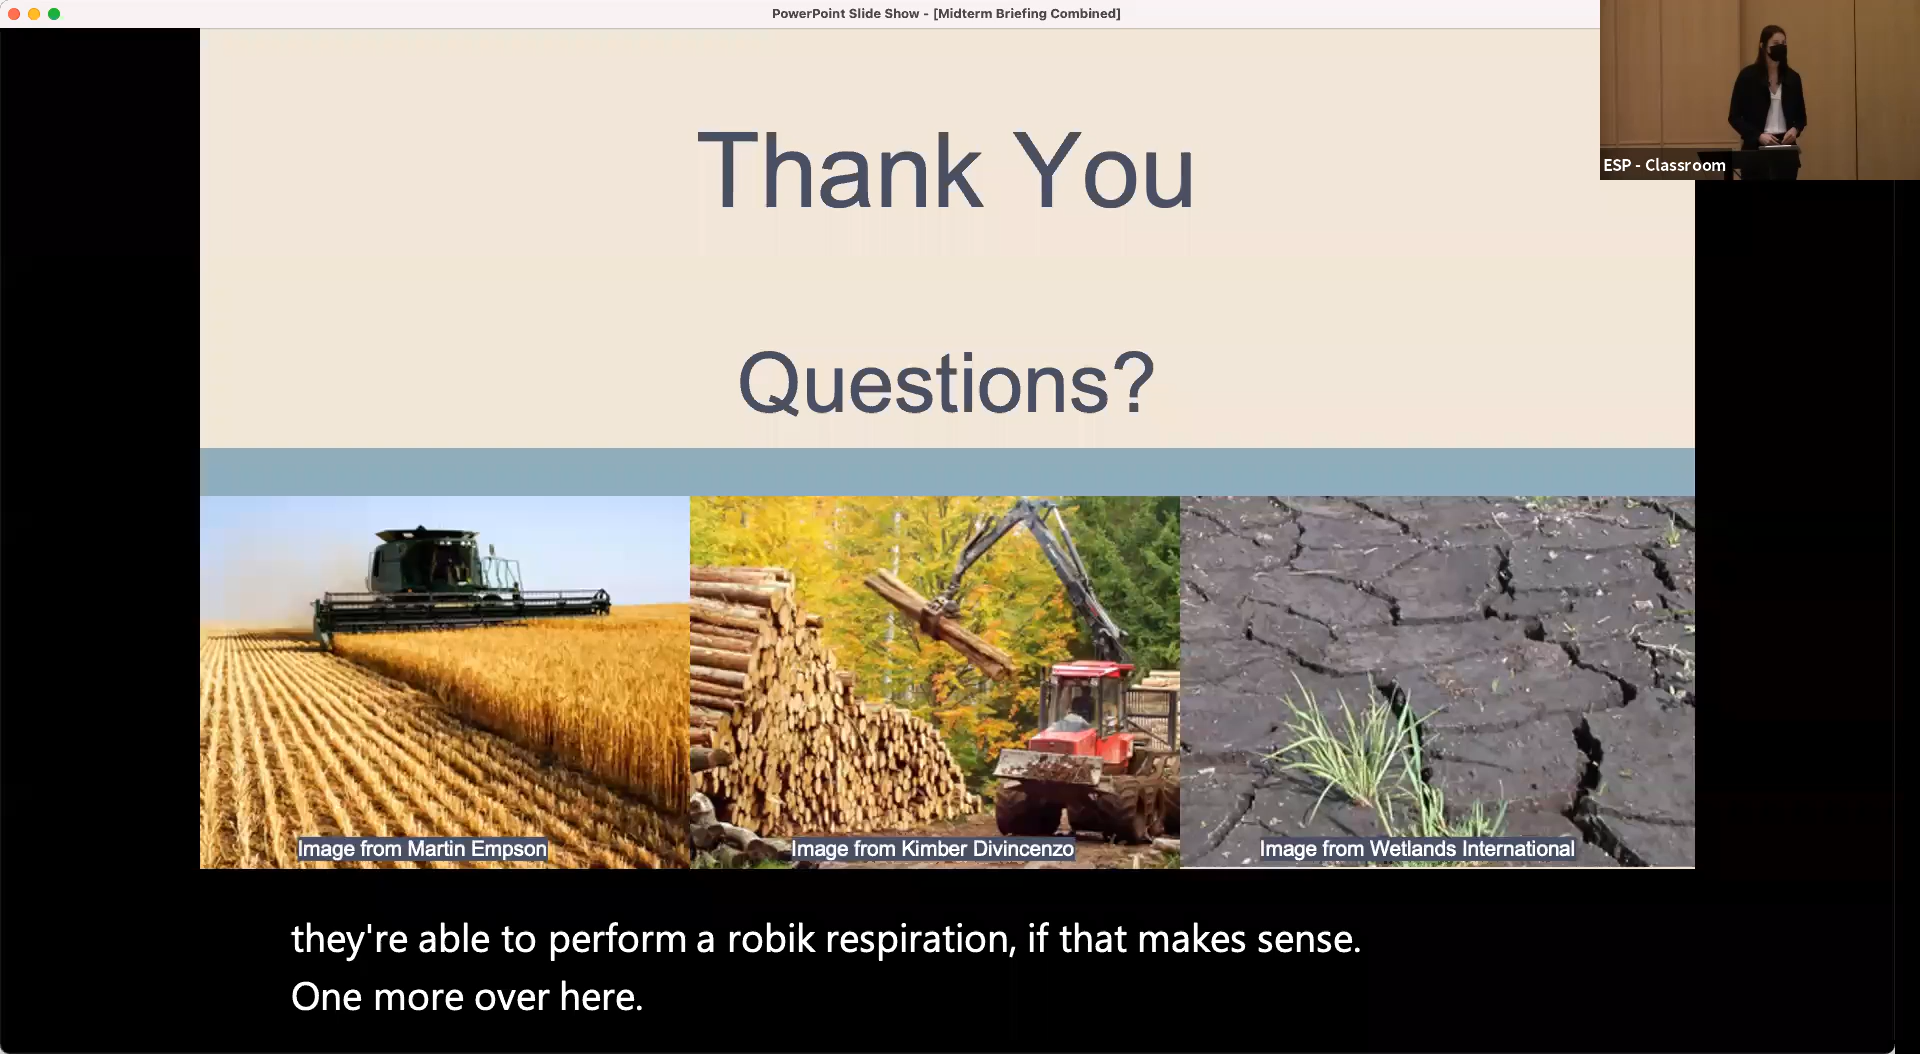 PowerPoint Slide Show - [Midterm Briefing Combined]
ESP - Classroom
Thank You
Questions?
Image from Martin Empson
Image from Kimber Divincenzo
Image from Wetlands International
they're able to perform a robik respiration, if that makes sense.
One more over here.